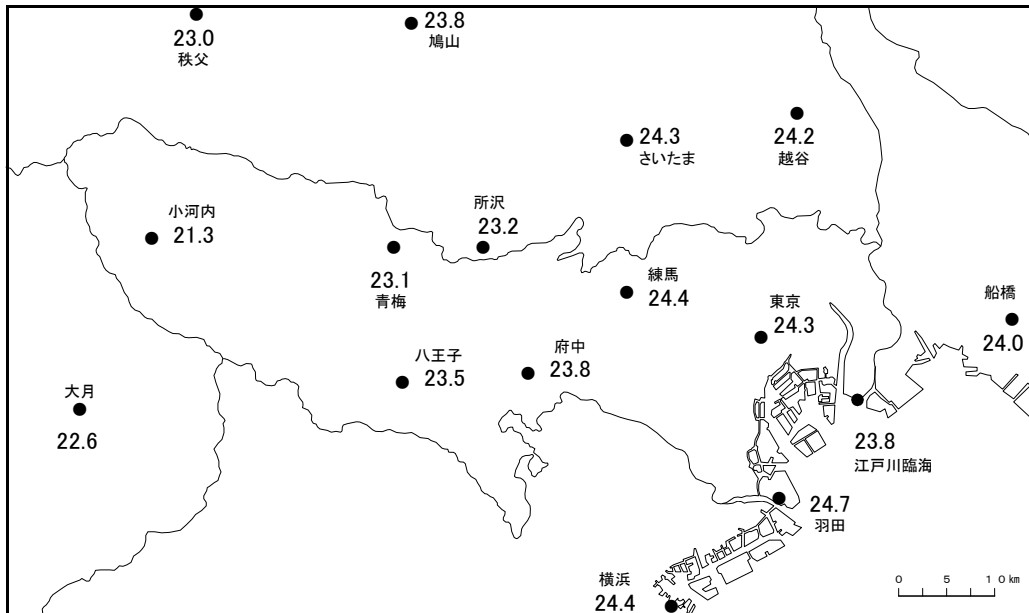 23.0
秩父
23.8
鳩山
24.3
さいたま
24.2
越谷
小河内
21.3
所沢
23.2
23.1
青梅
練馬
24.4
東京
24.3
船橋
24.0
八王子
23.5
府中
23.8
大月
22.6
23.8
江戸川臨海
24.7
羽田
横浜
24.4
0 5 10km